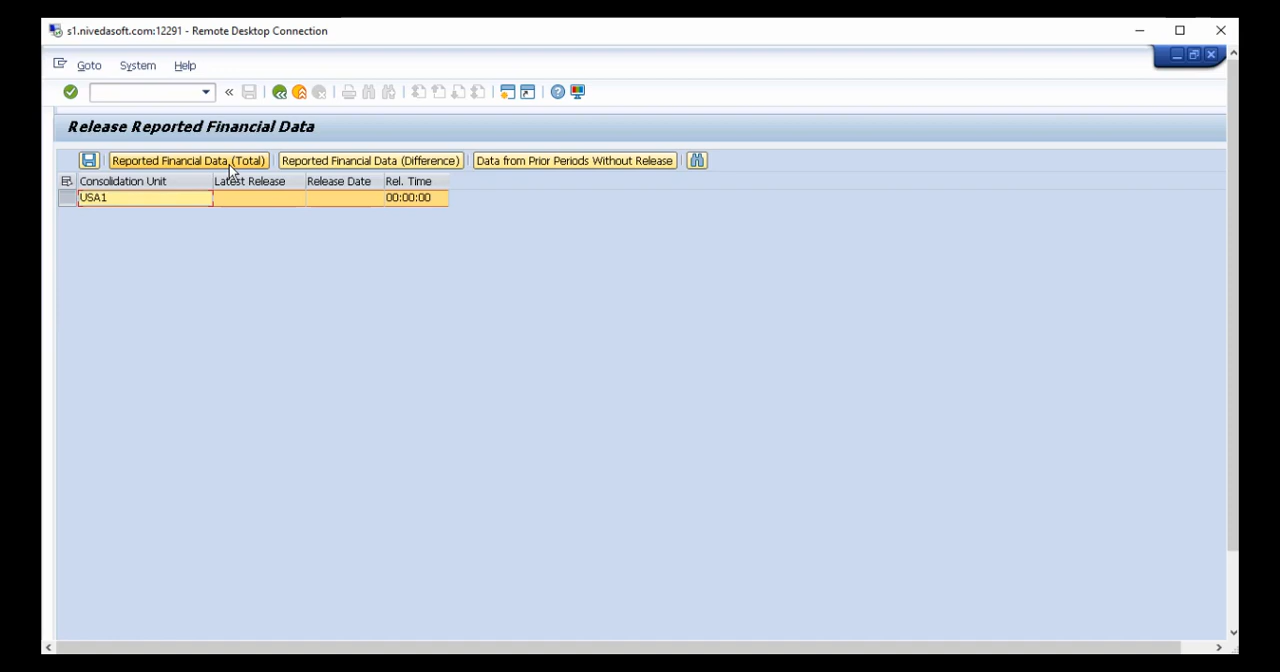 s1.nivedasoft.com:12291 - Remote Desktop Connection
Goto System Help
Release Reported Financial Data
Reported Financial Data (Total) Reported Financial Data (Difference) Data from Prior Periods Without Release
Consolidation Unit Latest Release Release Date Rel. Time
USA1 00:00:00